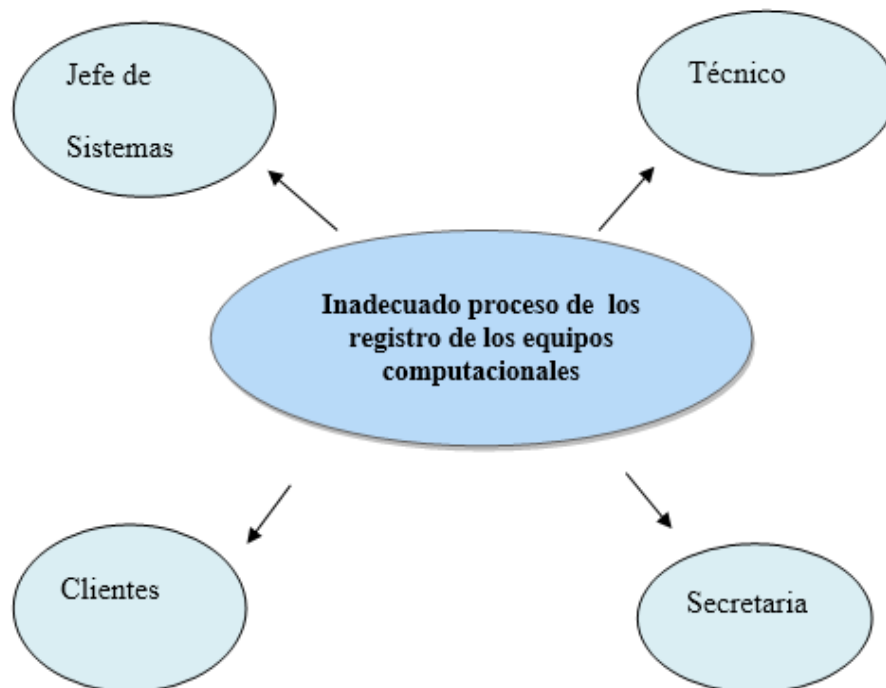 Jefe de
Sistemas
Técnico
Inadecuado proceso de  los
registro de los equipos
computacionales
Clientes
Secretaria